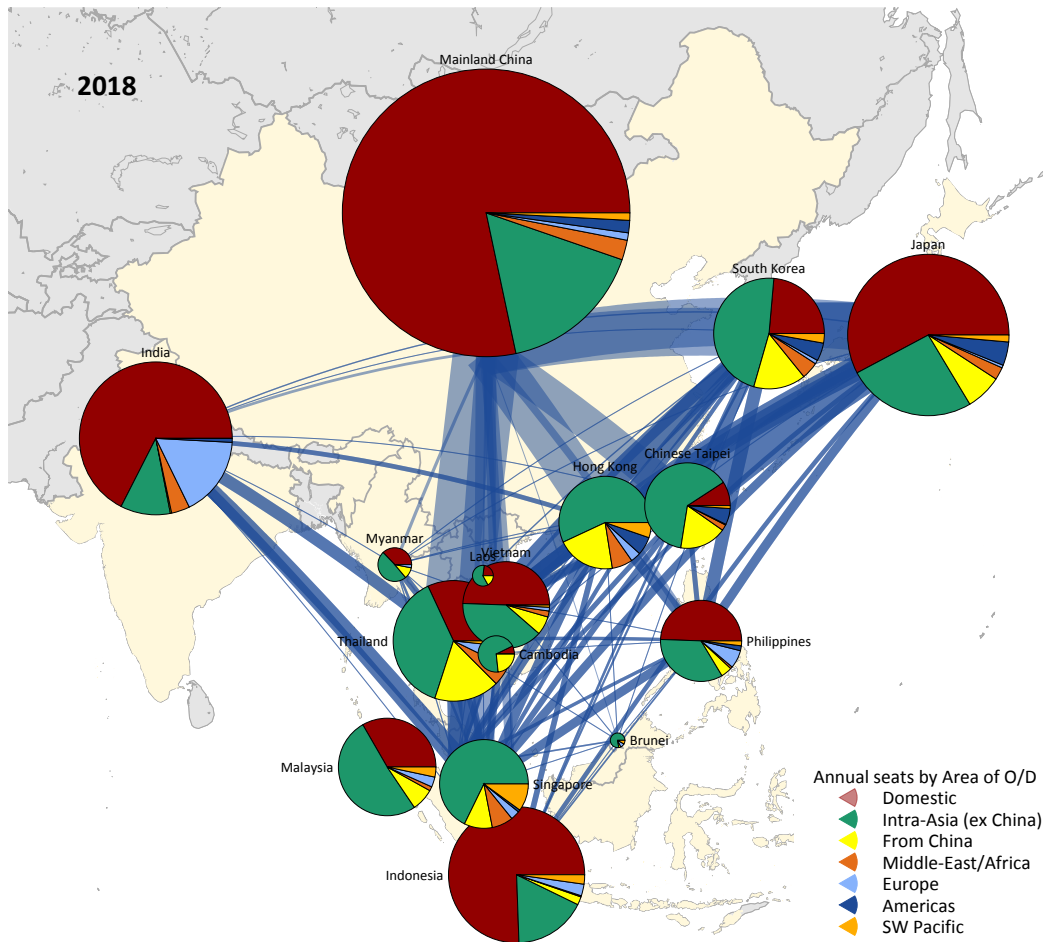 Mainland China
2018
Japan
South Korea
India
Chinese Taipei
Hong Kong
Myanmar
Laos
Vietnam
Thailand
Cambodia
Philippines
Brunei
Malaysia
Singapore
Indonesia
Annual seats by Area of O/D
Domestic
Intra-Asia (ex China)
From China
Middle-East/Africa
Europe
Americas
SW Pacific